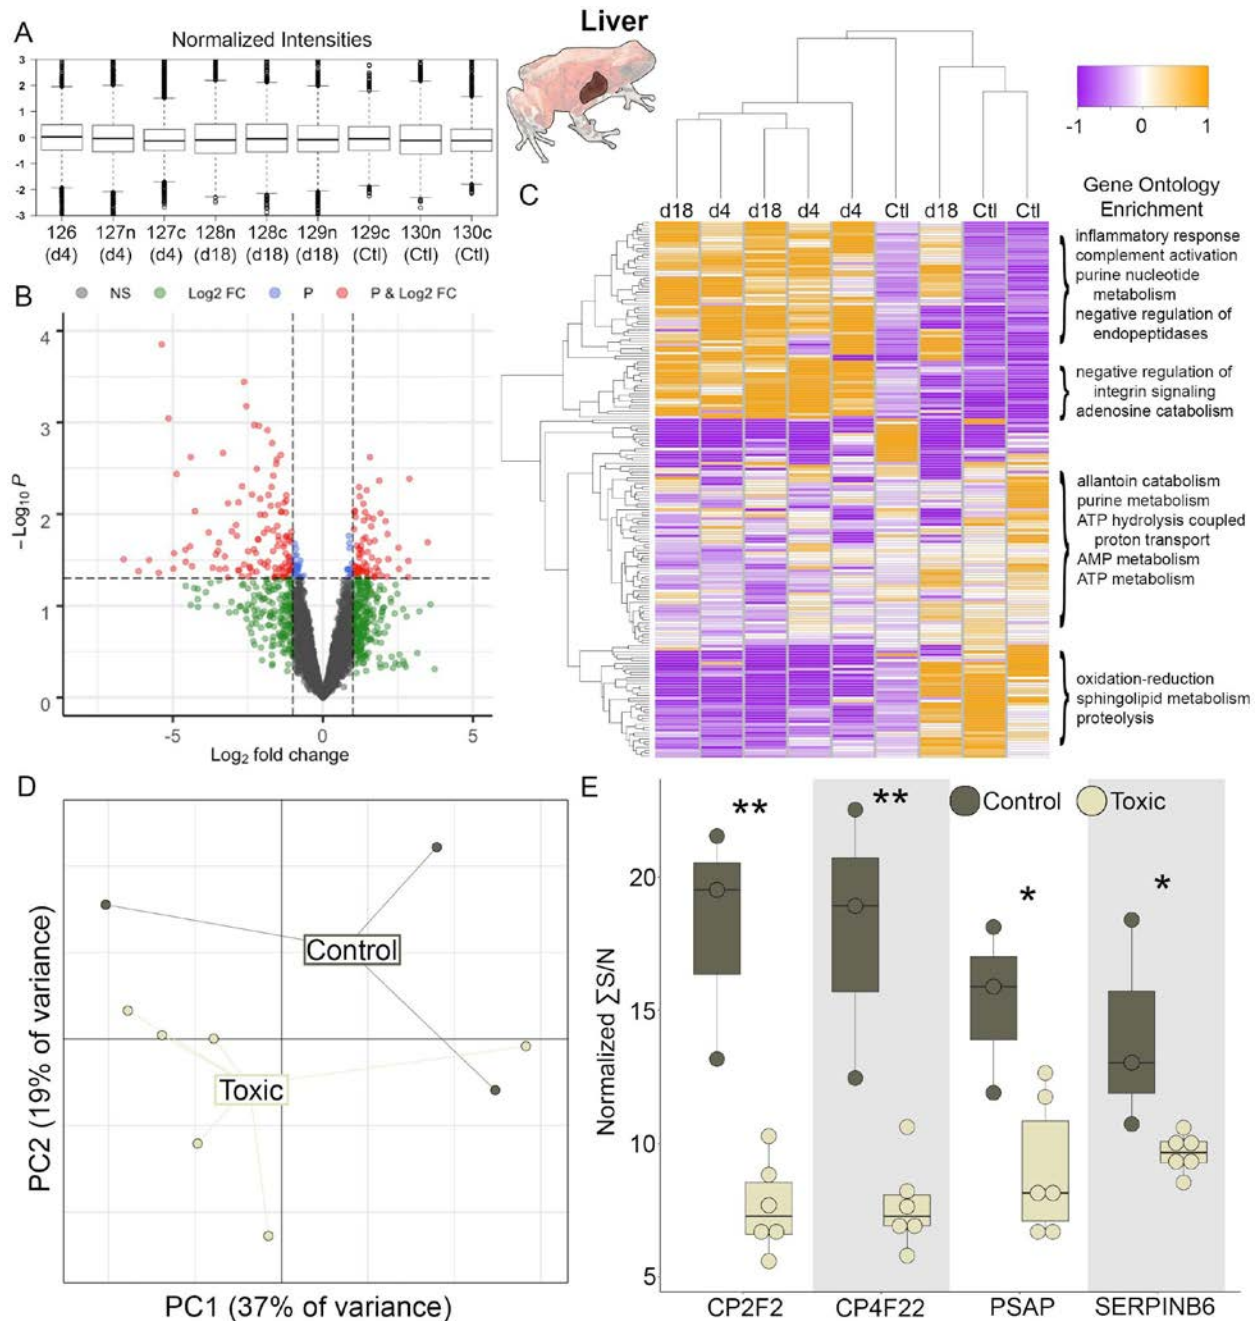 Liver
A
Normalized Intensities
3
2
1
0
-1
-2
-3
126 127n 127c 128n 128c 129n 129c 130n 130c
(d4) (d4) (d4) (d18) (d18) (d18) (Ctl) (Ctl) (Ctl)
B
NS Log2 FC P P & Log2 FC
4
3
2
1
0
– Log10 P
-5 0 5
Log2 fold change
-1 0 1
C
d18 d4 d18 d4 d4 Ctl d18 Ctl Ctl
Gene Ontology
Enrichment
inflammatory response
complement activation
purine nucleotide
metabolism
negative regulation of
endopeptidases
negative regulation of
integrin signaling
adenosine catabolism
allantoin catabolism
purine metabolism
ATP hydrolysis coupled
proton transport
AMP metabolism
ATP metabolism
oxidation-reduction
sphingolipid metabolism
proteolysis
D
Control
Toxic
PC2 (19% of variance)
PC1 (37% of variance)
E
Control Toxic
** ** * *
20
15
10
5
Normalized ∑S/N
CP2F2 CP4F22 PSAP SERPINB6